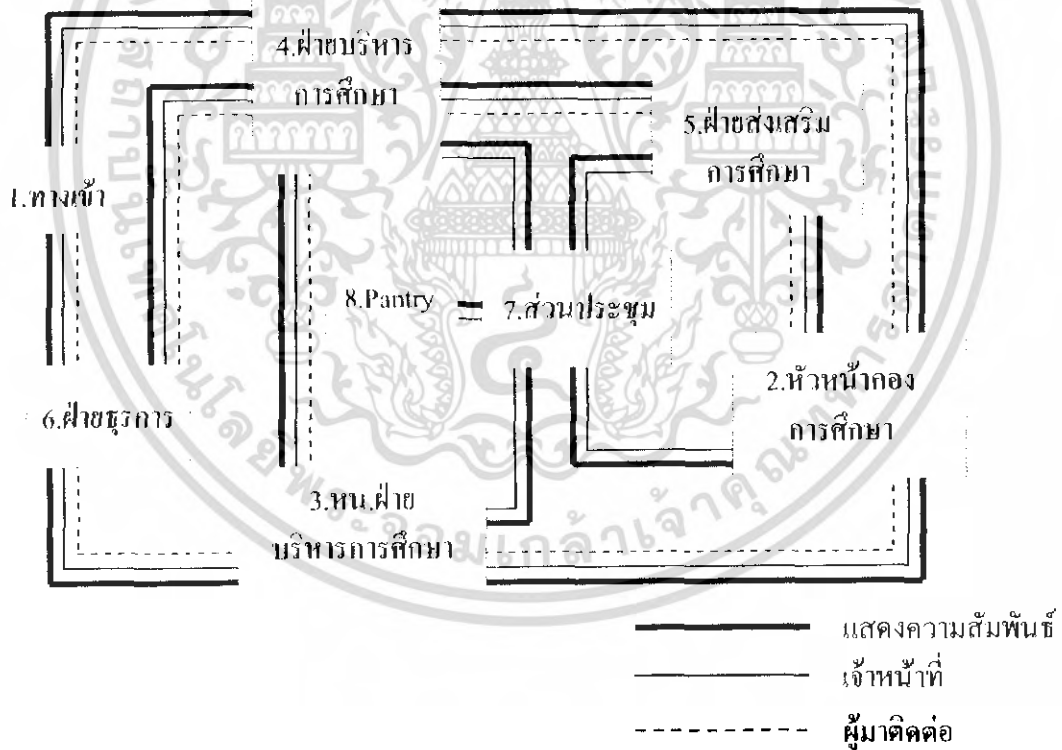 4.ฝ่ายบริหาร
การศึกษา
5.ฝ่ายส่งเสริม
การศึกษา
1.ทางเข้า
8.Pantry
7.ส่วนประชุม
2.หัวหน้ากอง
การศึกษา
6.ฝ่ายธุรการ
3.หน.ฝ่าย
บริหารการศึกษา
แสดงความสัมพันธ์
เจ้าหน้าที่
ผู้มาติดต่อ